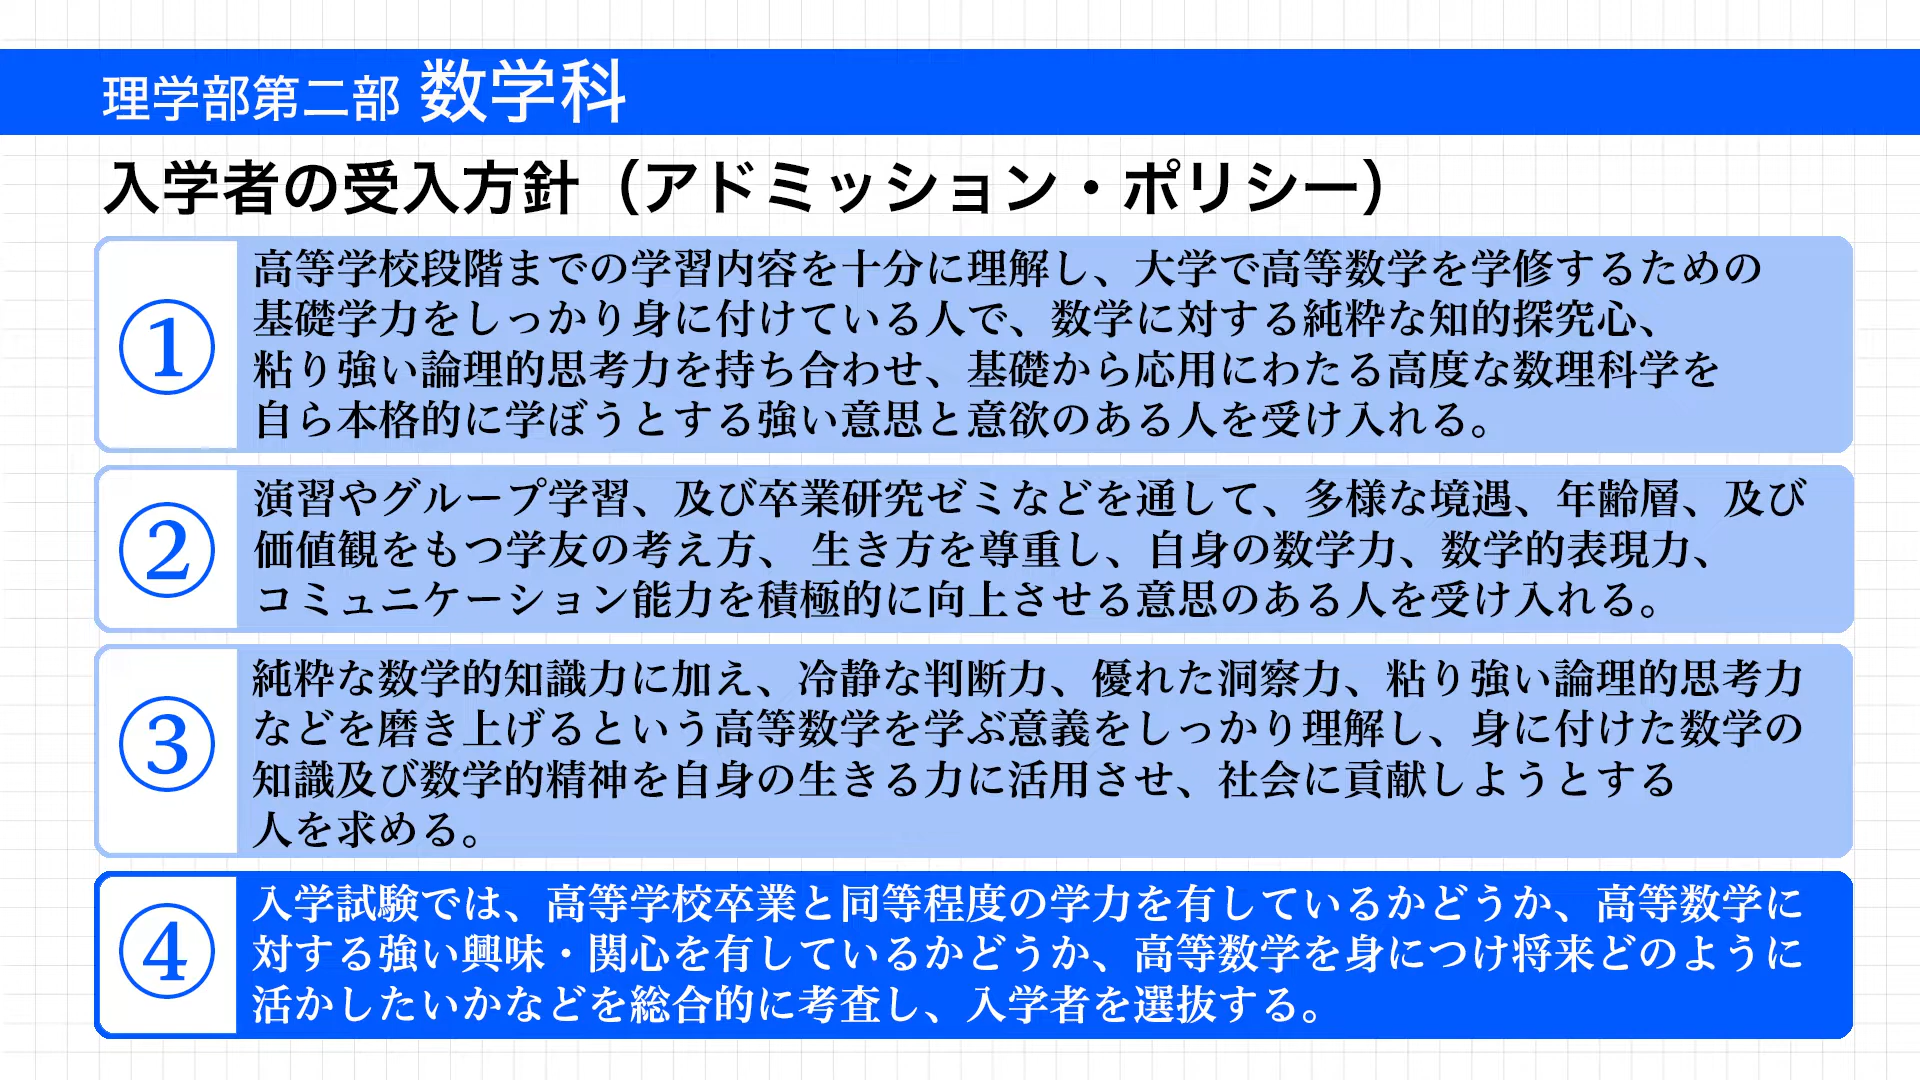 理学部第二部 数学科
入学者の受入方針（アドミッション・ポリシー）
①
高等学校段階までの学習内容を十分に理解し、大学で高等数学を学修するための
基礎学力をしっかり身に付けている人で、数学に対する純粋な知的探究心、
粘り強い論理的思考力を持ち合わせ、基礎から応用にわたる高度な数理科学を
自ら本格的に学ぼうとする強い意思と意欲のある人を受け入れる。
②
演習やグループ学習、及び卒業研究ゼミなどを通して、多様な境遇、年齢層、及び
価値観をもつ学友の考え方、 生き方を尊重し、自身の数学力、数学的表現力、
コミュニケーション能力を積極的に向上させる意思のある人を受け入れる。
③
純粋な数学的知識力に加え、冷静な判断力、優れた洞察力、粘り強い論理的思考力
などを磨き上げるという高等数学を学ぶ意義をしっかり理解し、身に付けた数学の
知識及び数学的精神を自身の生きる力に活用させ、社会に貢献しようとする
人を求める。
④
入学試験では、高等学校卒業と同等程度の学力を有しているかどうか、高等数学に
対する強い興味・関心を有しているかどうか、高等数学を身につけ将来どのように
活かしたいかなどを総合的に考査し、入学者を選抜する。